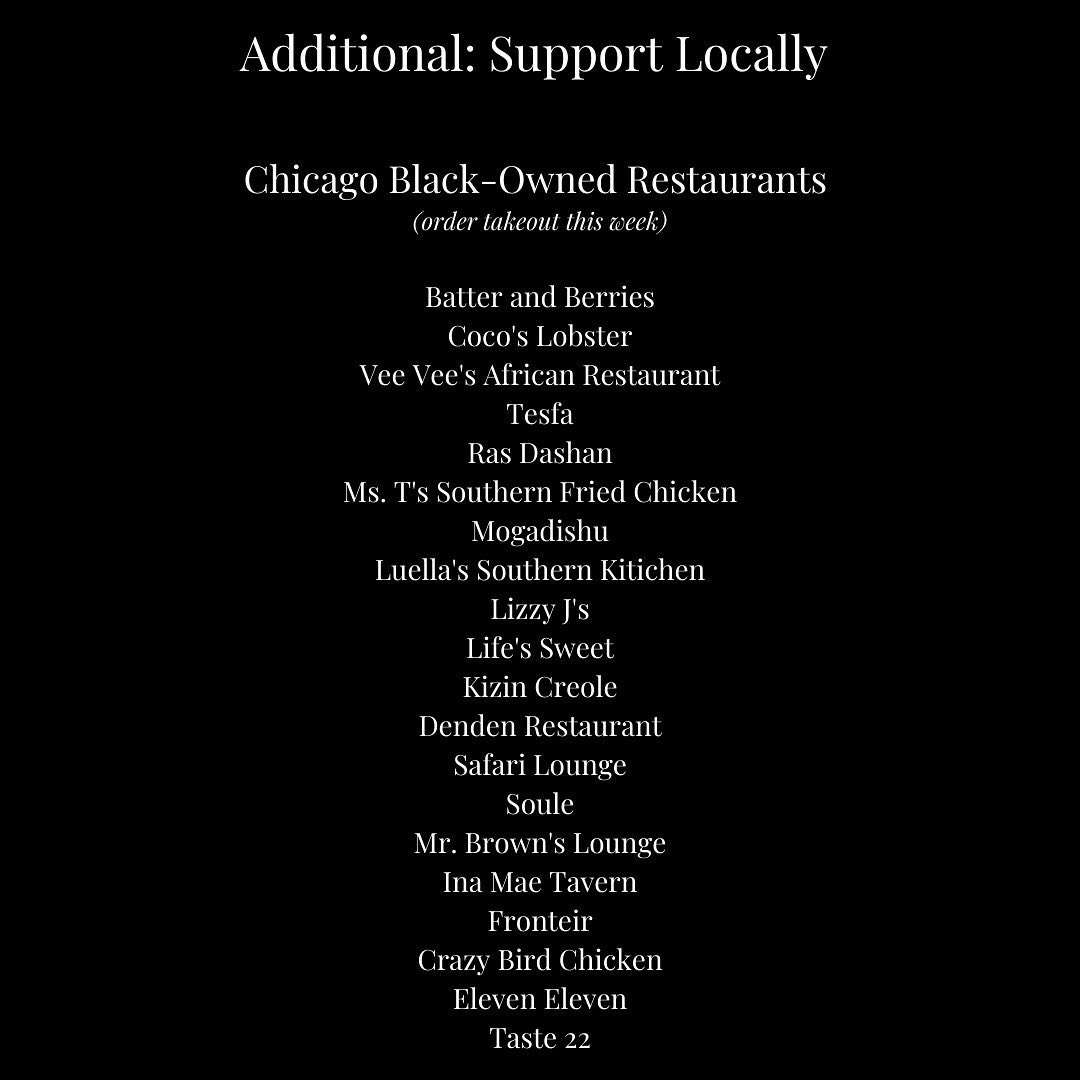 Additional: Support Locally
Chicago Black-Owned Restaurants
(order takeout this week)
Batter and Berries
Coco's Lobster
Vee Vee's African Restaurant
Tesfa
Ras Dashan
Ms. T's Southern Fried Chicken
Mogadishu
Luella's Southern Kitichen
Lizzy J's
Life's Sweet
Kizin Creole
Denden Restaurant
Safari Lounge
Soule
Mr. Brown's Lounge
Ina Mae Tavern
Fronteir
Crazy Bird Chicken
Eleven Eleven
Taste 22